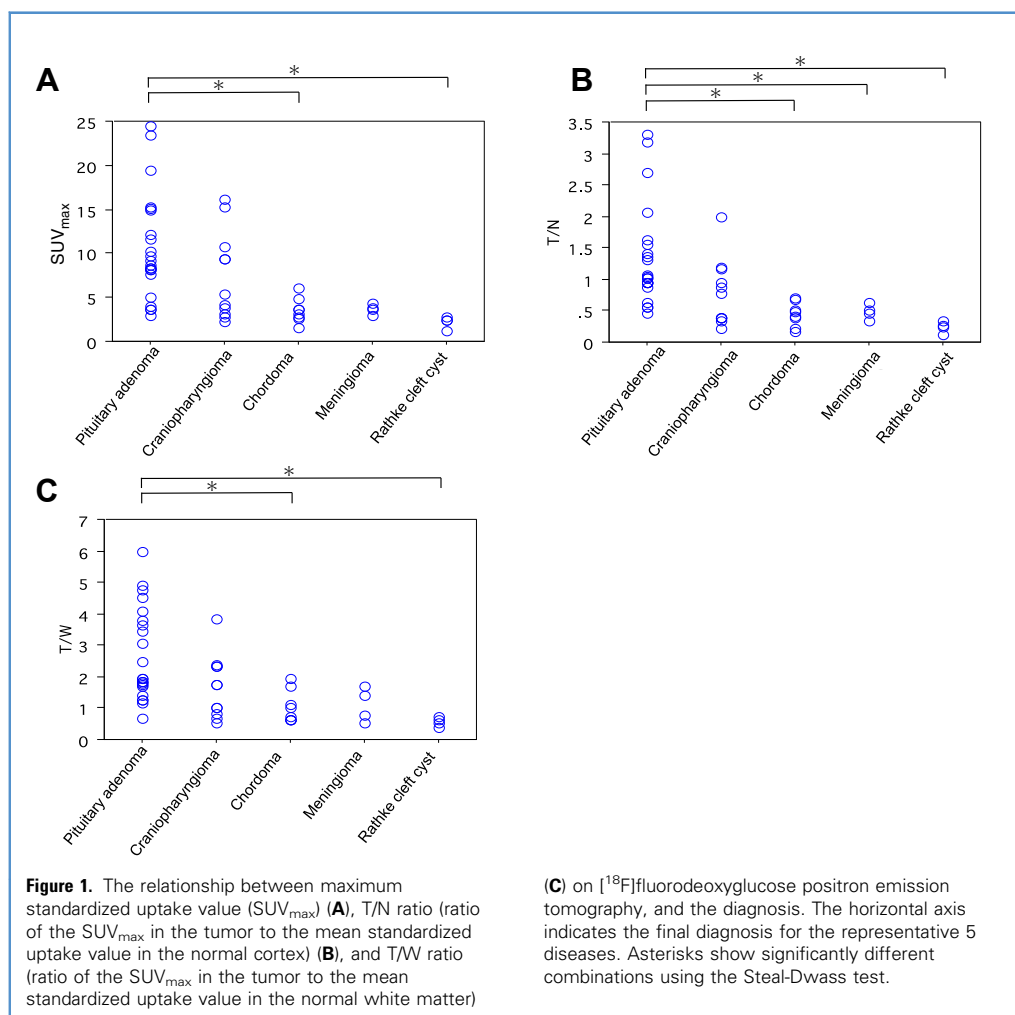 A
*
*
25
20
15
10
5
0
SUVmax
Pituitary adenoma
Craniopharyngioma
Chordoma
Meningioma
Rathke cleft cyst
B
*
*
*
3.5
3
2.5
2
1.5
1
.5
0
T/N
Pituitary adenoma
Craniopharyngioma
Chordoma
Meningioma
Rathke cleft cyst
C
*
*
7
6
5
4
3
2
1
0
T/W
Pituitary adenoma
Craniopharyngioma
Chordoma
Meningioma
Rathke cleft cyst
Figure 1. The relationship between maximum
standardized uptake value (SUVmax) (A), T/N ratio (ratio
of the SUVmax in the tumor to the mean standardized
uptake value in the normal cortex) (B), and T/W ratio
(ratio of the SUVmax in the tumor to the mean
standardized uptake value in the normal white matter)
(C) on [18F]fluorodeoxyglucose positron emission
tomography, and the diagnosis. The horizontal axis
indicates the final diagnosis for the representative 5
diseases. Asterisks show significantly different
combinations using the Steal-Dwass test.